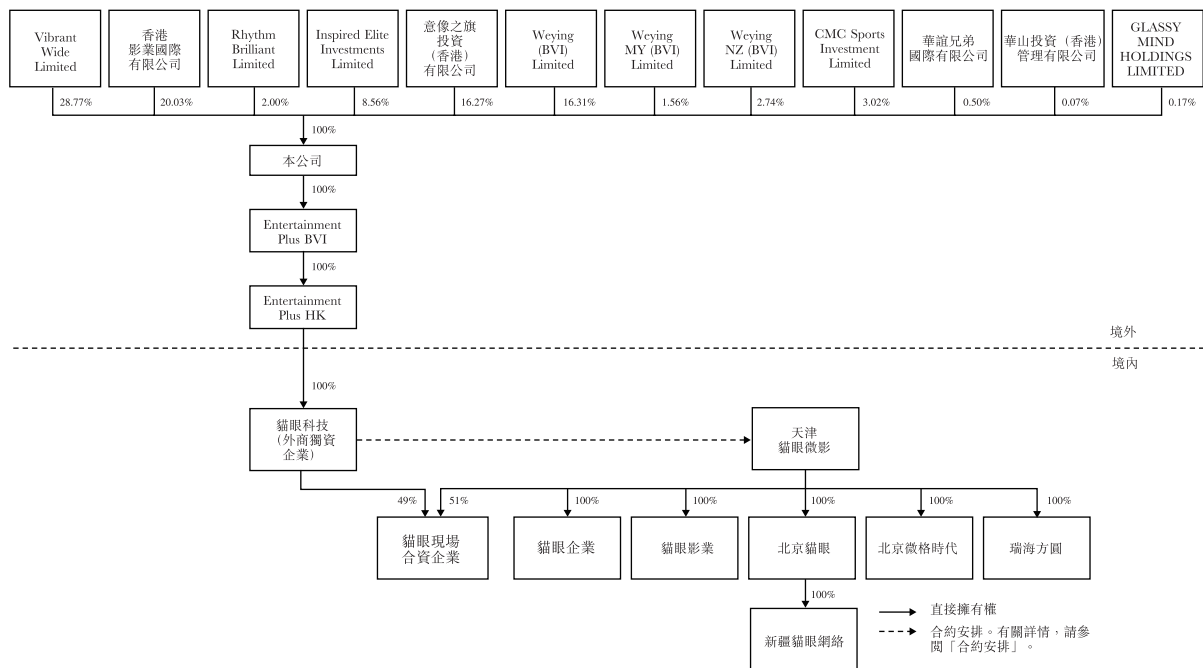 Vibrant
Wide
Limited
香港
影業國際
有限公司
Rhythm
Brilliant
Limited
Inspired Elite
Investments
Limited
意像之旗
投資
(香港)
有限公司
Weying
(BVI)
Limited
Weying
MY (BVI)
Limited
Weying
NZ (BVI)
Limited
CMC Sports
Investment
Limited
華誼兄弟
國際有限公司
華山投資(香港)
管理有限公司
GLASSY
MIND
HOLDINGS
LIMITED
28.77%
20.03%
2.00%
8.56%
16.27%
16.31%
1.56%
2.74%
3.02%
0.50%
0.07%
0.17%
100%
本公司
100%
Entertainment
Plus BVI
100%
Entertainment
Plus HK
境外
境內
100%
貓眼科技
(外商獨資
企業)
天津
貓眼微影
49%
51%
100%
100%
100%
100%
100%
貓眼現場
合資企業
貓眼企業
貓眼影業
北京貓眼
北京微格時代
瑞海方圓
100%
新疆貓眼網絡
直接擁有權
合約安排。有關詳情,請參
閱「合約安排」。